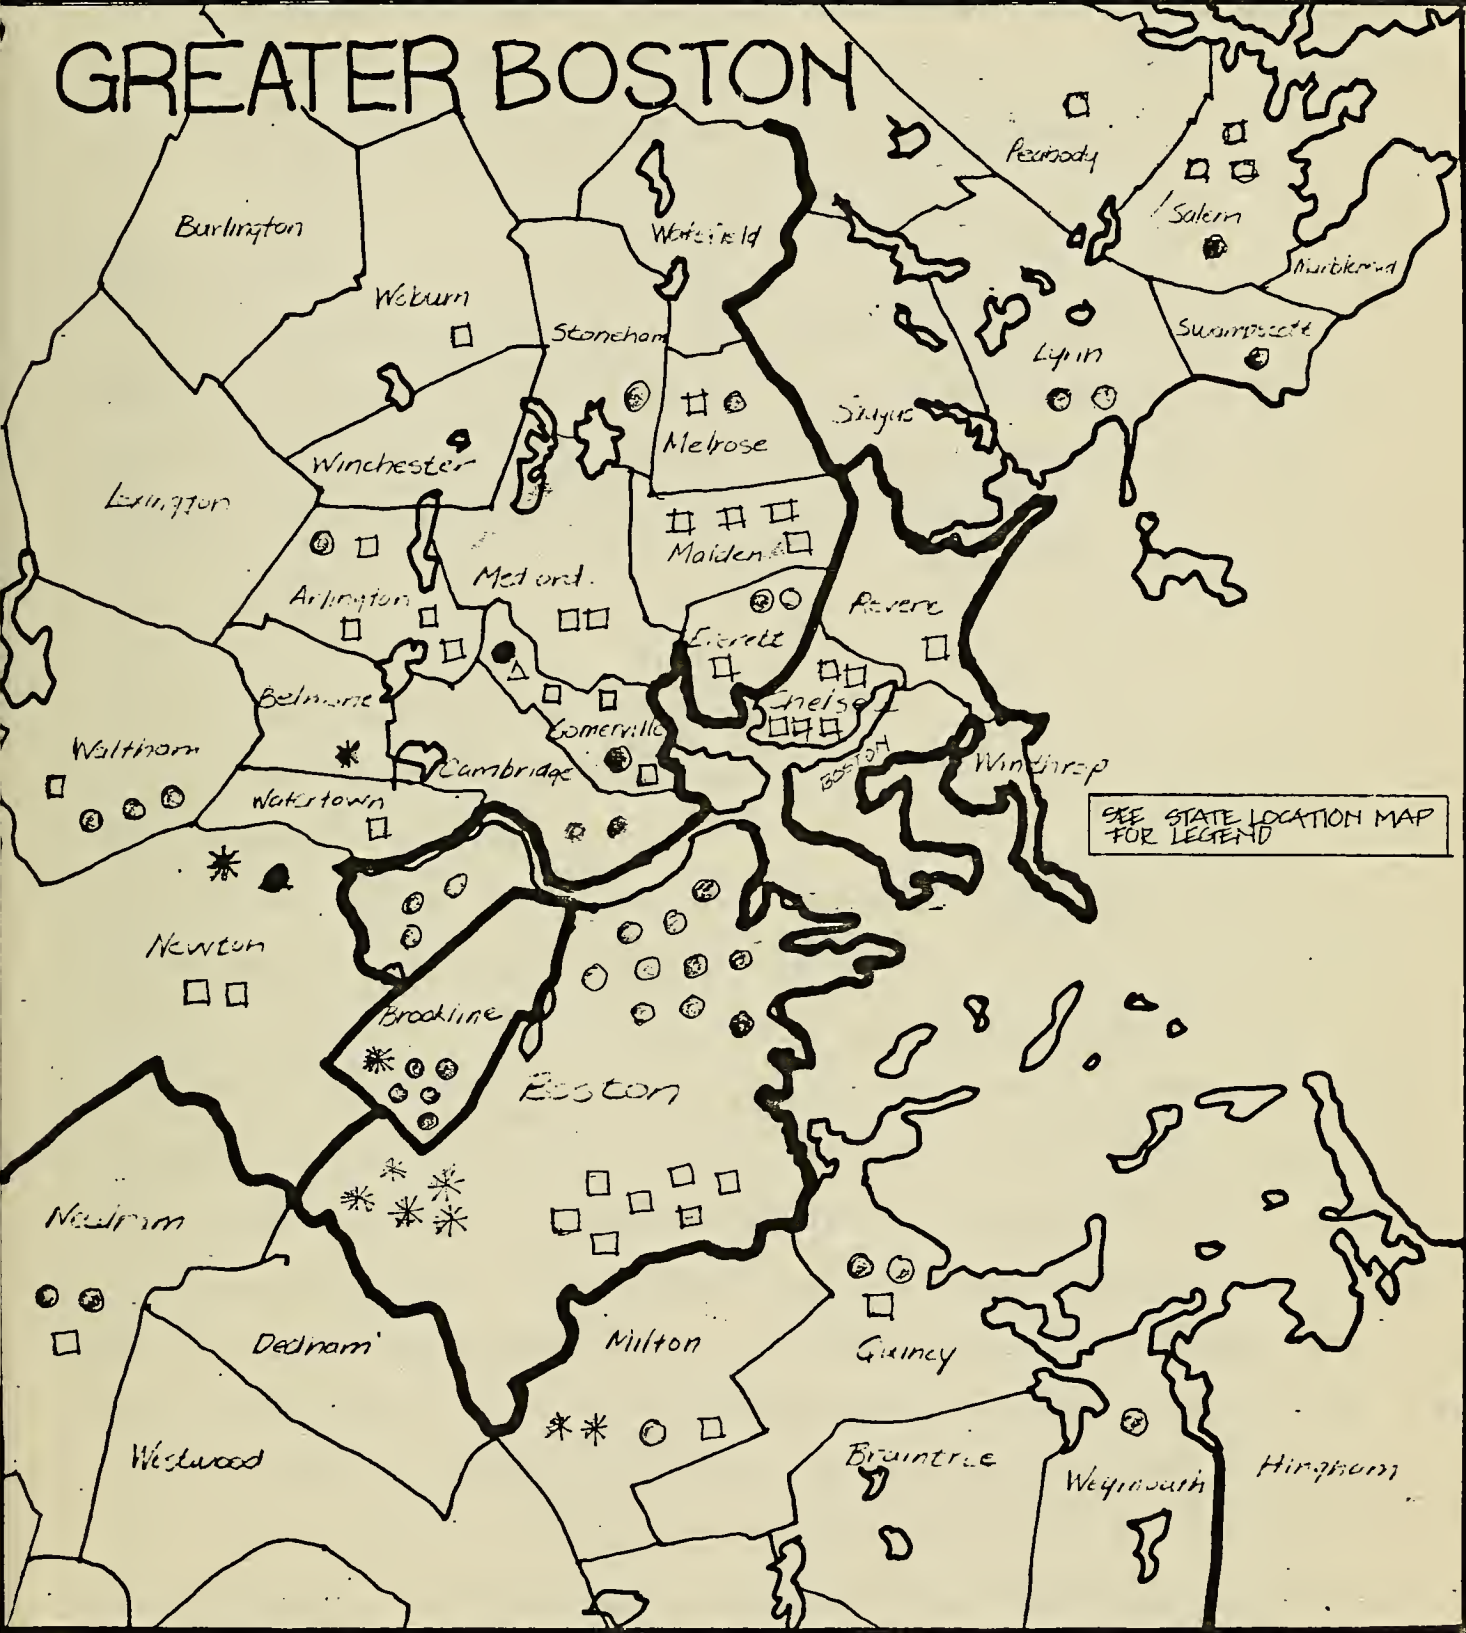 GREATER BOSTON
Peabody
Salem
Burlington
Wakefield
Marblehead
Woburn
Stoneham
Swampscott
Lynn
Saugus
Melrose
Winchester
Lexington
Malden
Medford
Arlington
Revere
Everett
Belmont
Chelsea
Somerville
Waltham
Cambridge
BOSTON
Winthrop
Watertown
SEE STATE LOCATION MAP
FOR LEGEND
Newton
Brookline
Boston
Needham
Dedham
Milton
Quincy
Westwood
Braintree
Weymouth
Hingham